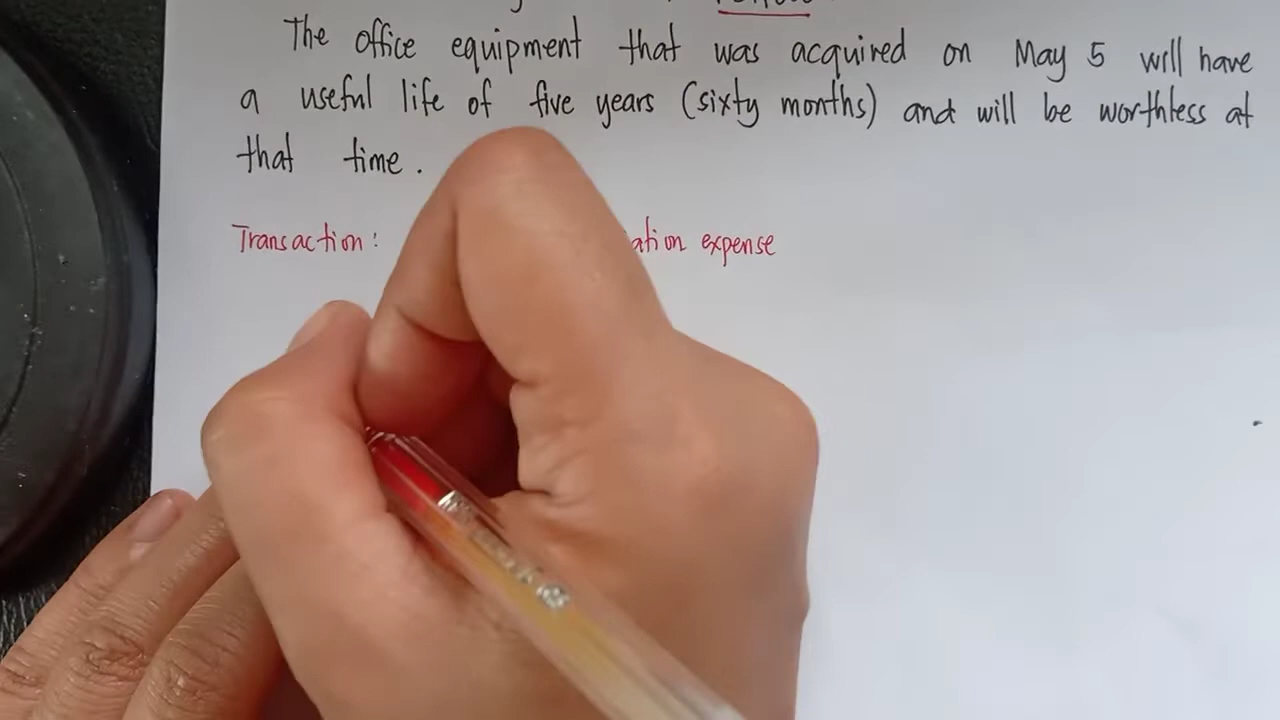 The office equipment that was acquired on May 5 will have
a useful life of five years (sixty months) and will be worthless at
that time.
Transaction: expense